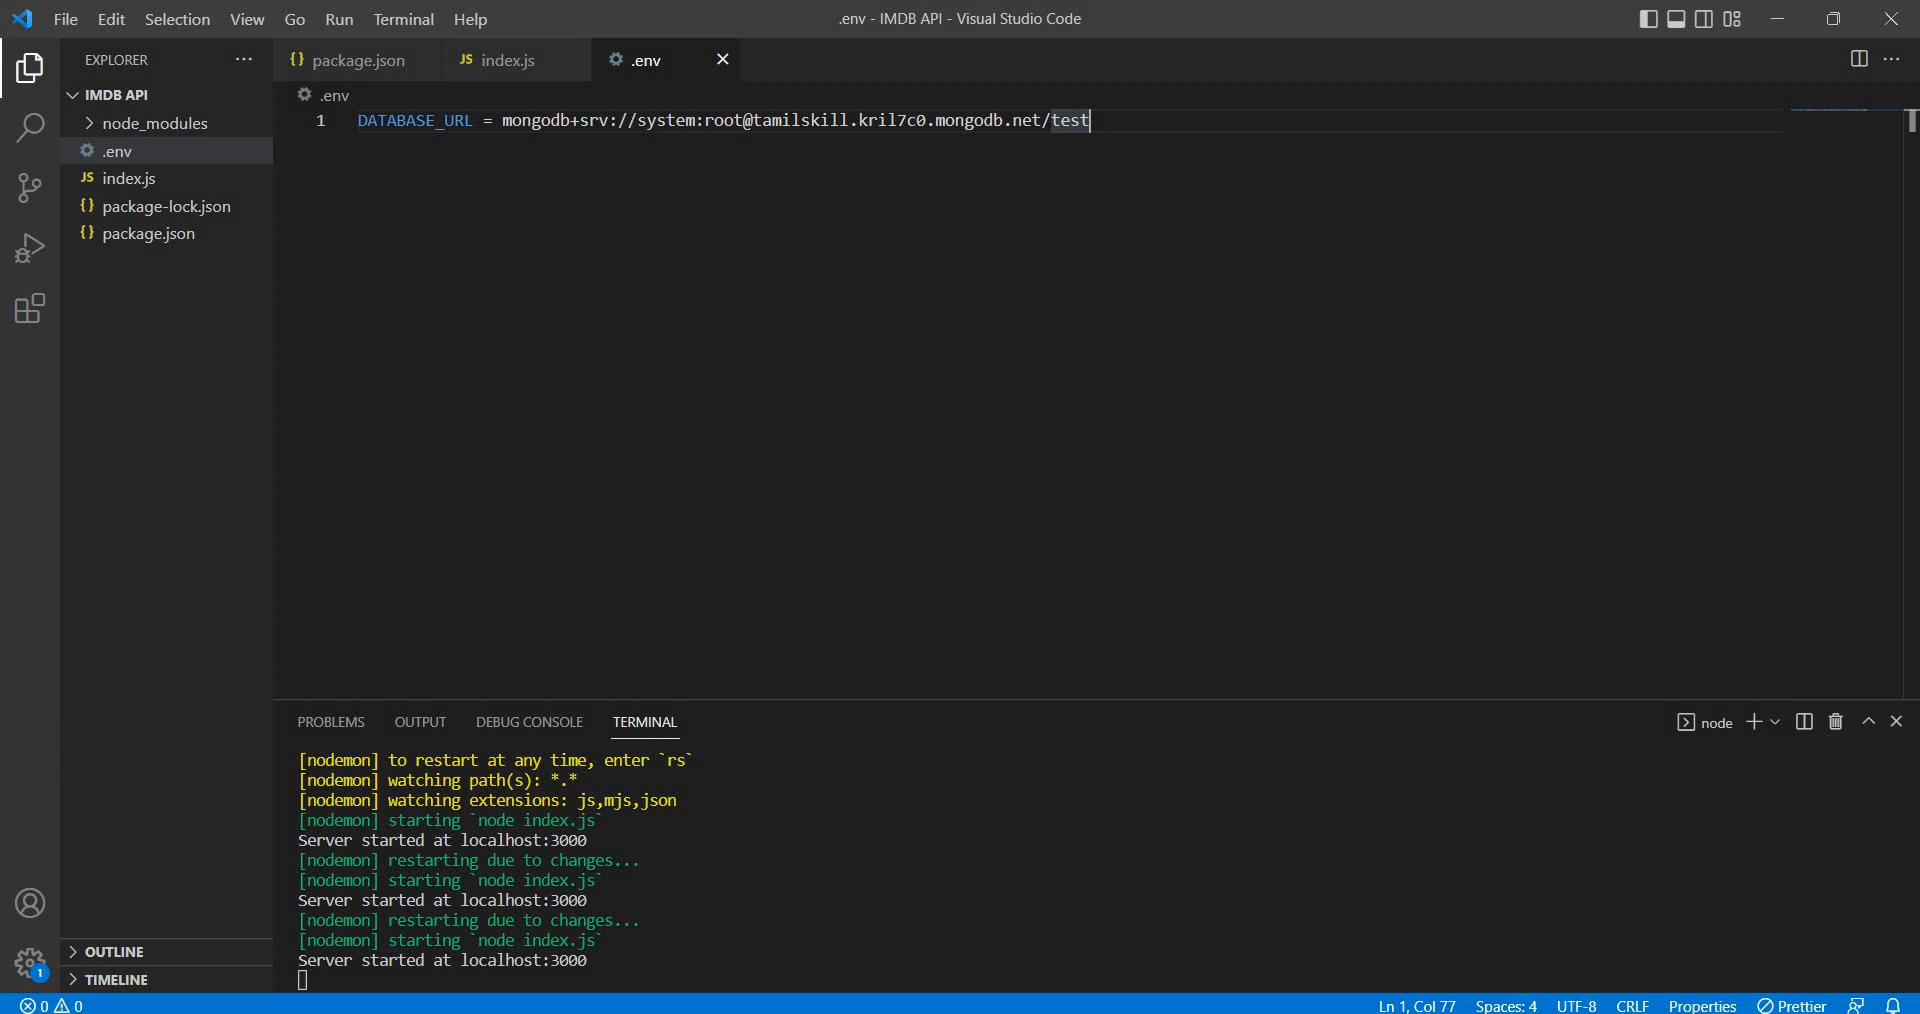 File Edit Selection View Go Run Terminal Help
.env - IMDB API - Visual Studio Code
EXPLORER
IMDB API
node_modules
.env
JS index.js
{} package-lock.json
{} package.json
OUTLINE
TIMELINE
{} package.json JS index.js .env
.env
1 DATABASE_URL = mongodb+srv://system:root@tamilskill.kril7c0.mongodb.net/test
PROBLEMS OUTPUT DEBUG CONSOLE TERMINAL
node
[nodemon] to restart at any time, enter `rs`
[nodemon] watching path(s): *.*
[nodemon] watching extensions: js,mjs,json
[nodemon] starting `node index.js`
Server started at localhost:3000
[nodemon] restarting due to changes...
[nodemon] starting `node index.js`
Server started at localhost:3000
[nodemon] restarting due to changes...
[nodemon] starting `node index.js`
Server started at localhost:3000
1
0 0 Ln 1, Col 77 Spaces: 4 UTF-8 CRLF Properties Prettier